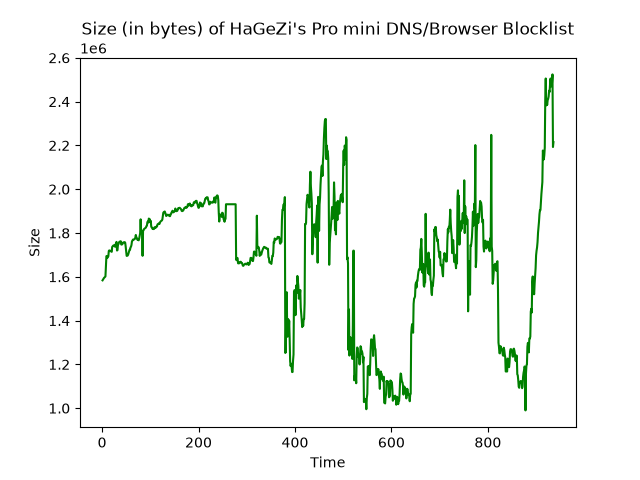 Size (in bytes) of HaGeZi's Pro mini DNS/Browser Blocklist
1e6
2.6
2.4
2.2
2.0
1.8
1.6
1.4
1.2
1.0
Size
0 200 400 600 800
Time